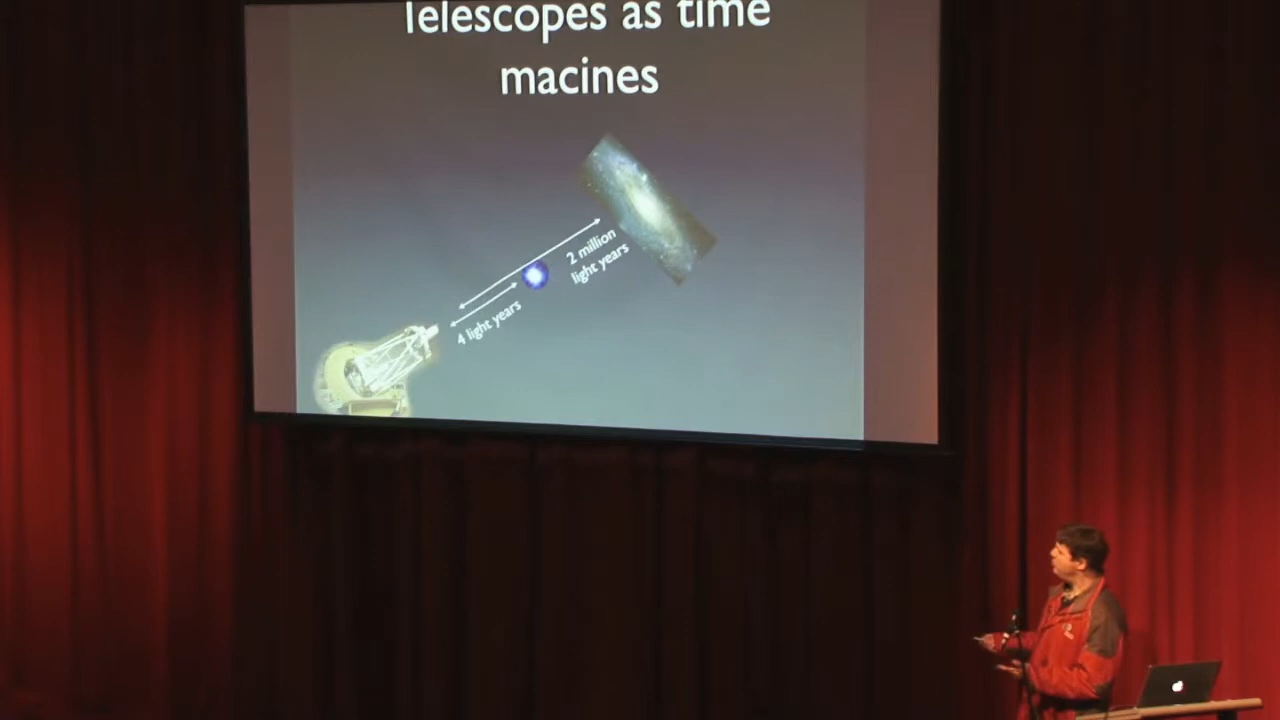 Telescopes as time
macines
2 million
light years
4 light years